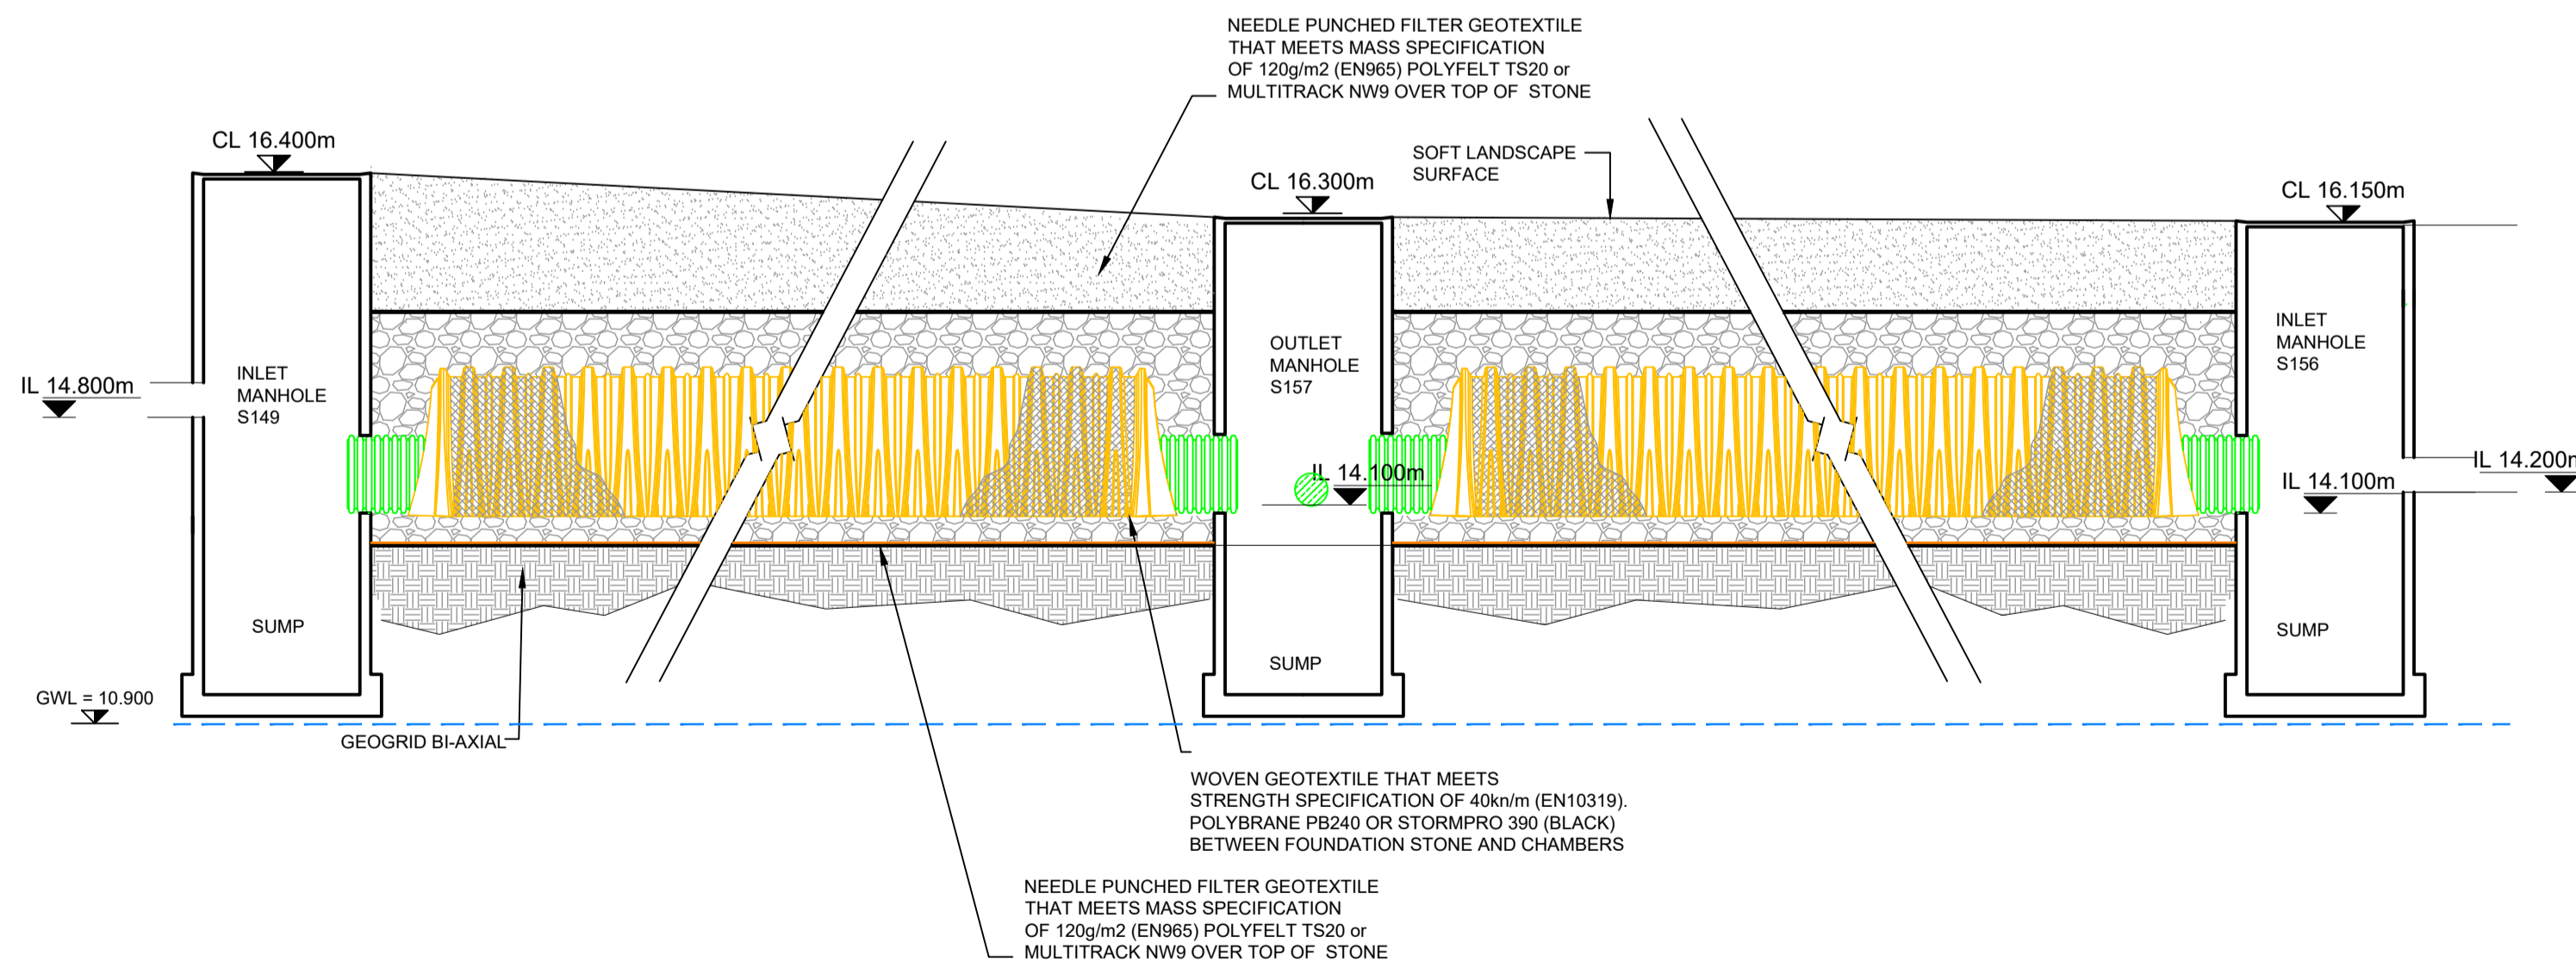 NEEDLE PUNCHED FILTER GEOTEXTILE
THAT MEETS MASS SPECIFICATION
OF 120g/m2 (EN965) POLYFELT TS20 or
MULTITRACK NW9 OVER TOP OF STONE
CL 16.400m
SOFT LANDSCAPE
SURFACE
CL 16.300m
CL 16.150m
INLET
MANHOLE
S149
OUTLET
MANHOLE
S157
INLET
MANHOLE
S156
IL 14.800m
IL 14.100m
IL 14.100m
IL 14.200m
SUMP
SUMP
SUMP
GWL = 10.900
GEOGRID BI-AXIAL
WOVEN GEOTEXTILE THAT MEETS
STRENGTH SPECIFICATION OF 40kn/m (EN10319).
POLYBRANE PB240 OR STORMPRO 390 (BLACK)
BETWEEN FOUNDATION STONE AND CHAMBERS
NEEDLE PUNCHED FILTER GEOTEXTILE
THAT MEETS MASS SPECIFICATION
OF 120g/m2 (EN965) POLYFELT TS20 or
MULTITRACK NW9 OVER TOP OF STONE